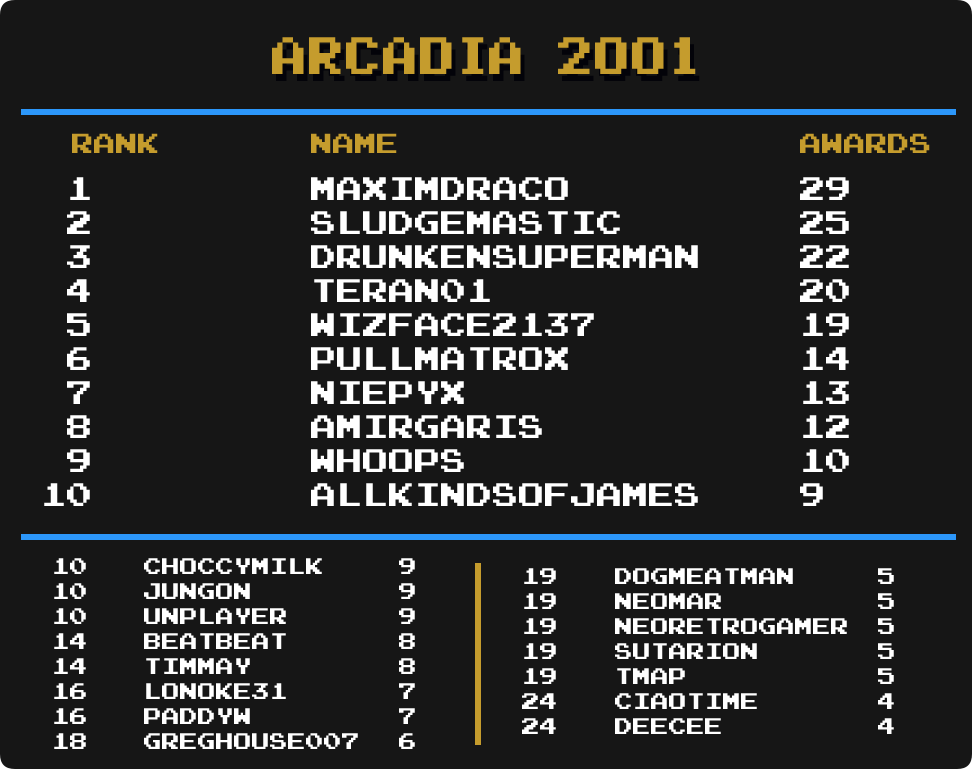 ARCADIA 2001
RANK NAME AWARDS
1 MAXIMDRACO 29
2 SLUDGEMASTIC 25
3 DRUNKENSUPERMAN 22
4 TERAN01 20
5 WIZFACE2137 19
6 PULLMATROX 14
7 NIEPYX 13
8 AMIRGARIS 12
9 WHOOPS 10
10 ALLKINDSOFJAMES 9
10 CHOCCYMILK 9
10 JUNGON 9
10 UNPLAYER 9
14 BEATBEAT 8
14 TIMMAY 8
16 LONOKE31 7
16 PADDYW 7
18 GREGHOUSE007 6
19 DOGMEATMAN 5
19 NEOMAR 5
19 NEORETROGAMER 5
19 SUTARION 5
19 TMAP 5
24 CIAOTIME 4
24 DEECEE 4